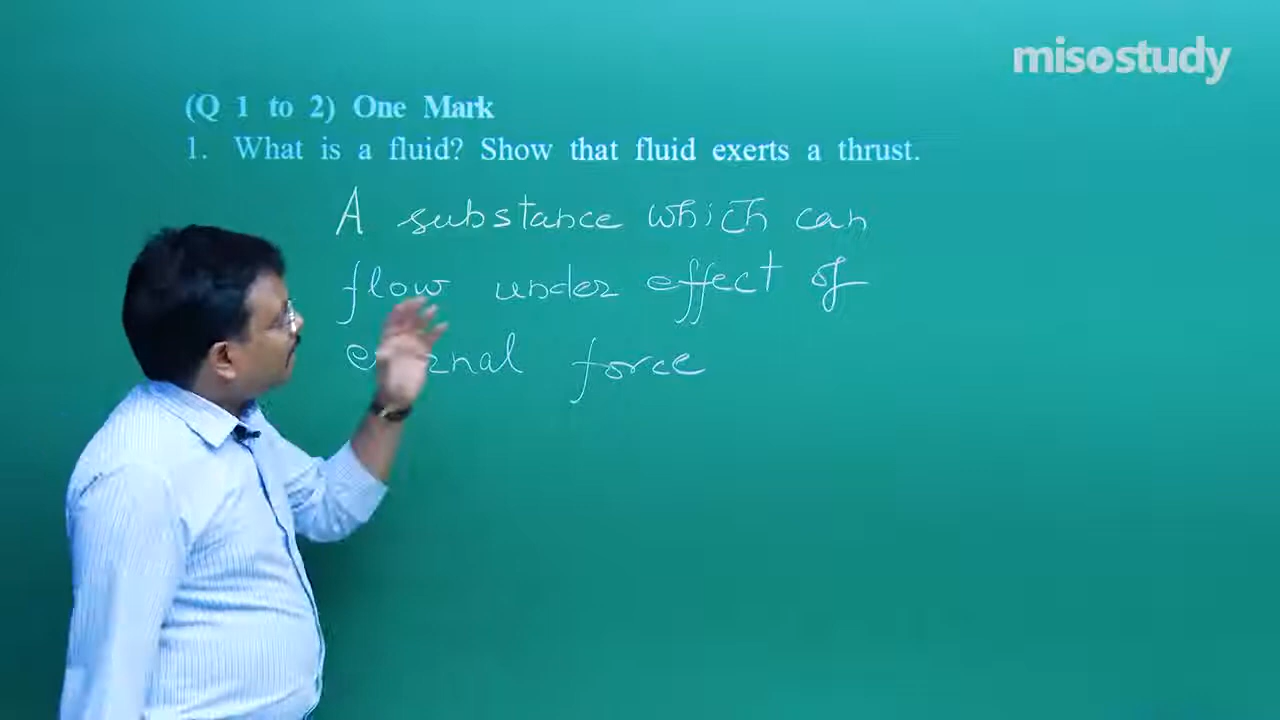 misostudy
(Q 1 to 2) One Mark
1. What is a fluid? Show that fluid exerts a thrust.
A substance which can
flow under effect of
force